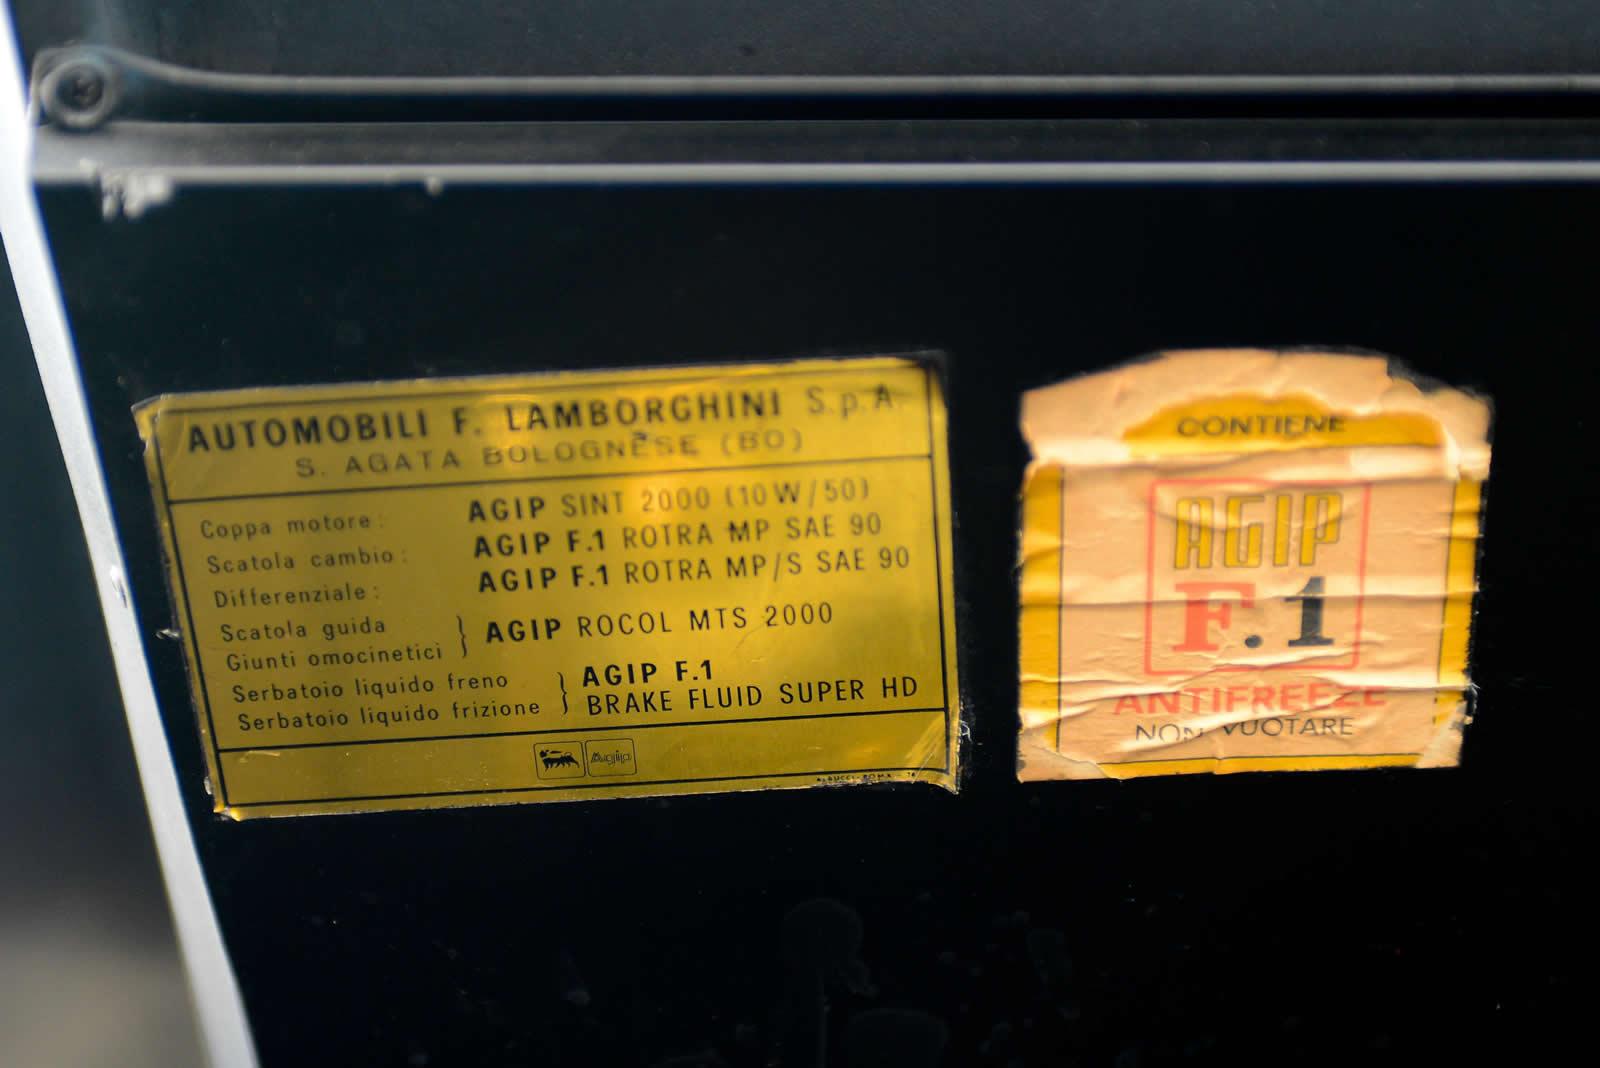 AUTOMOBILI F. LAMBORGHINI S.p.A.
S. AGATA BOLOGNESE (BO)
Coppa motore: AGIP SINT 2000 (10W/50)
Scatola cambio: AGIP F.1 ROTRA MP SAE 90
Differenziale: AGIP F.1 ROTRA MP/S SAE 90
Scatola guida
Giunti omocinetici } AGIP ROCOL MTS 2000
Serbatoio liquido freno } AGIP F.1
Serbatoio liquido frizione BRAKE FLUID SUPER HD
Agip
CONTIENE
AGIP
F.1
ANTIFREEZE
NON VUOTARE